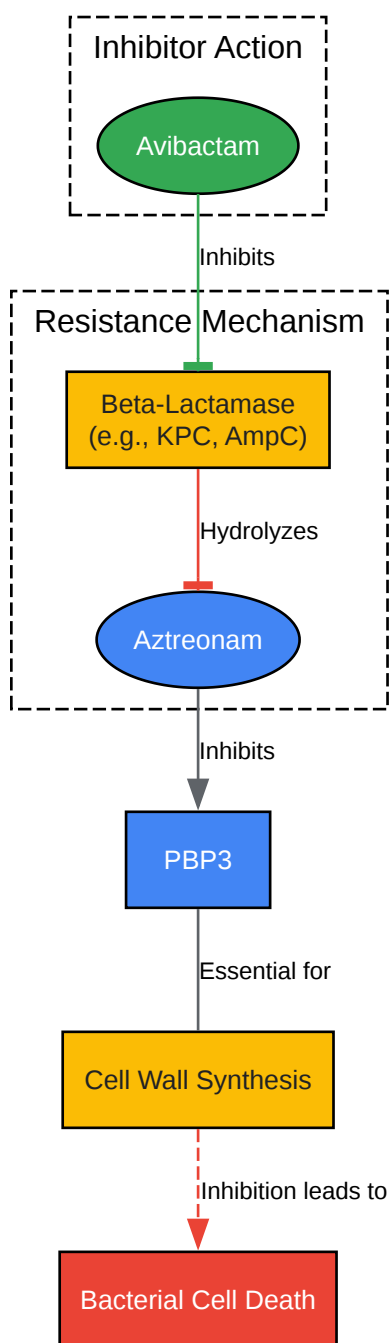 Inhibitor Action
Avibactam
Inhibits
Resistance Mechanism
Beta-Lactamase
(e.g., KPC, AmpC)
Hydrolyzes
Aztreonam
Inhibits
PBP3
Essential for
Cell Wall Synthesis
Inhibition leads to
Bacterial Cell Death